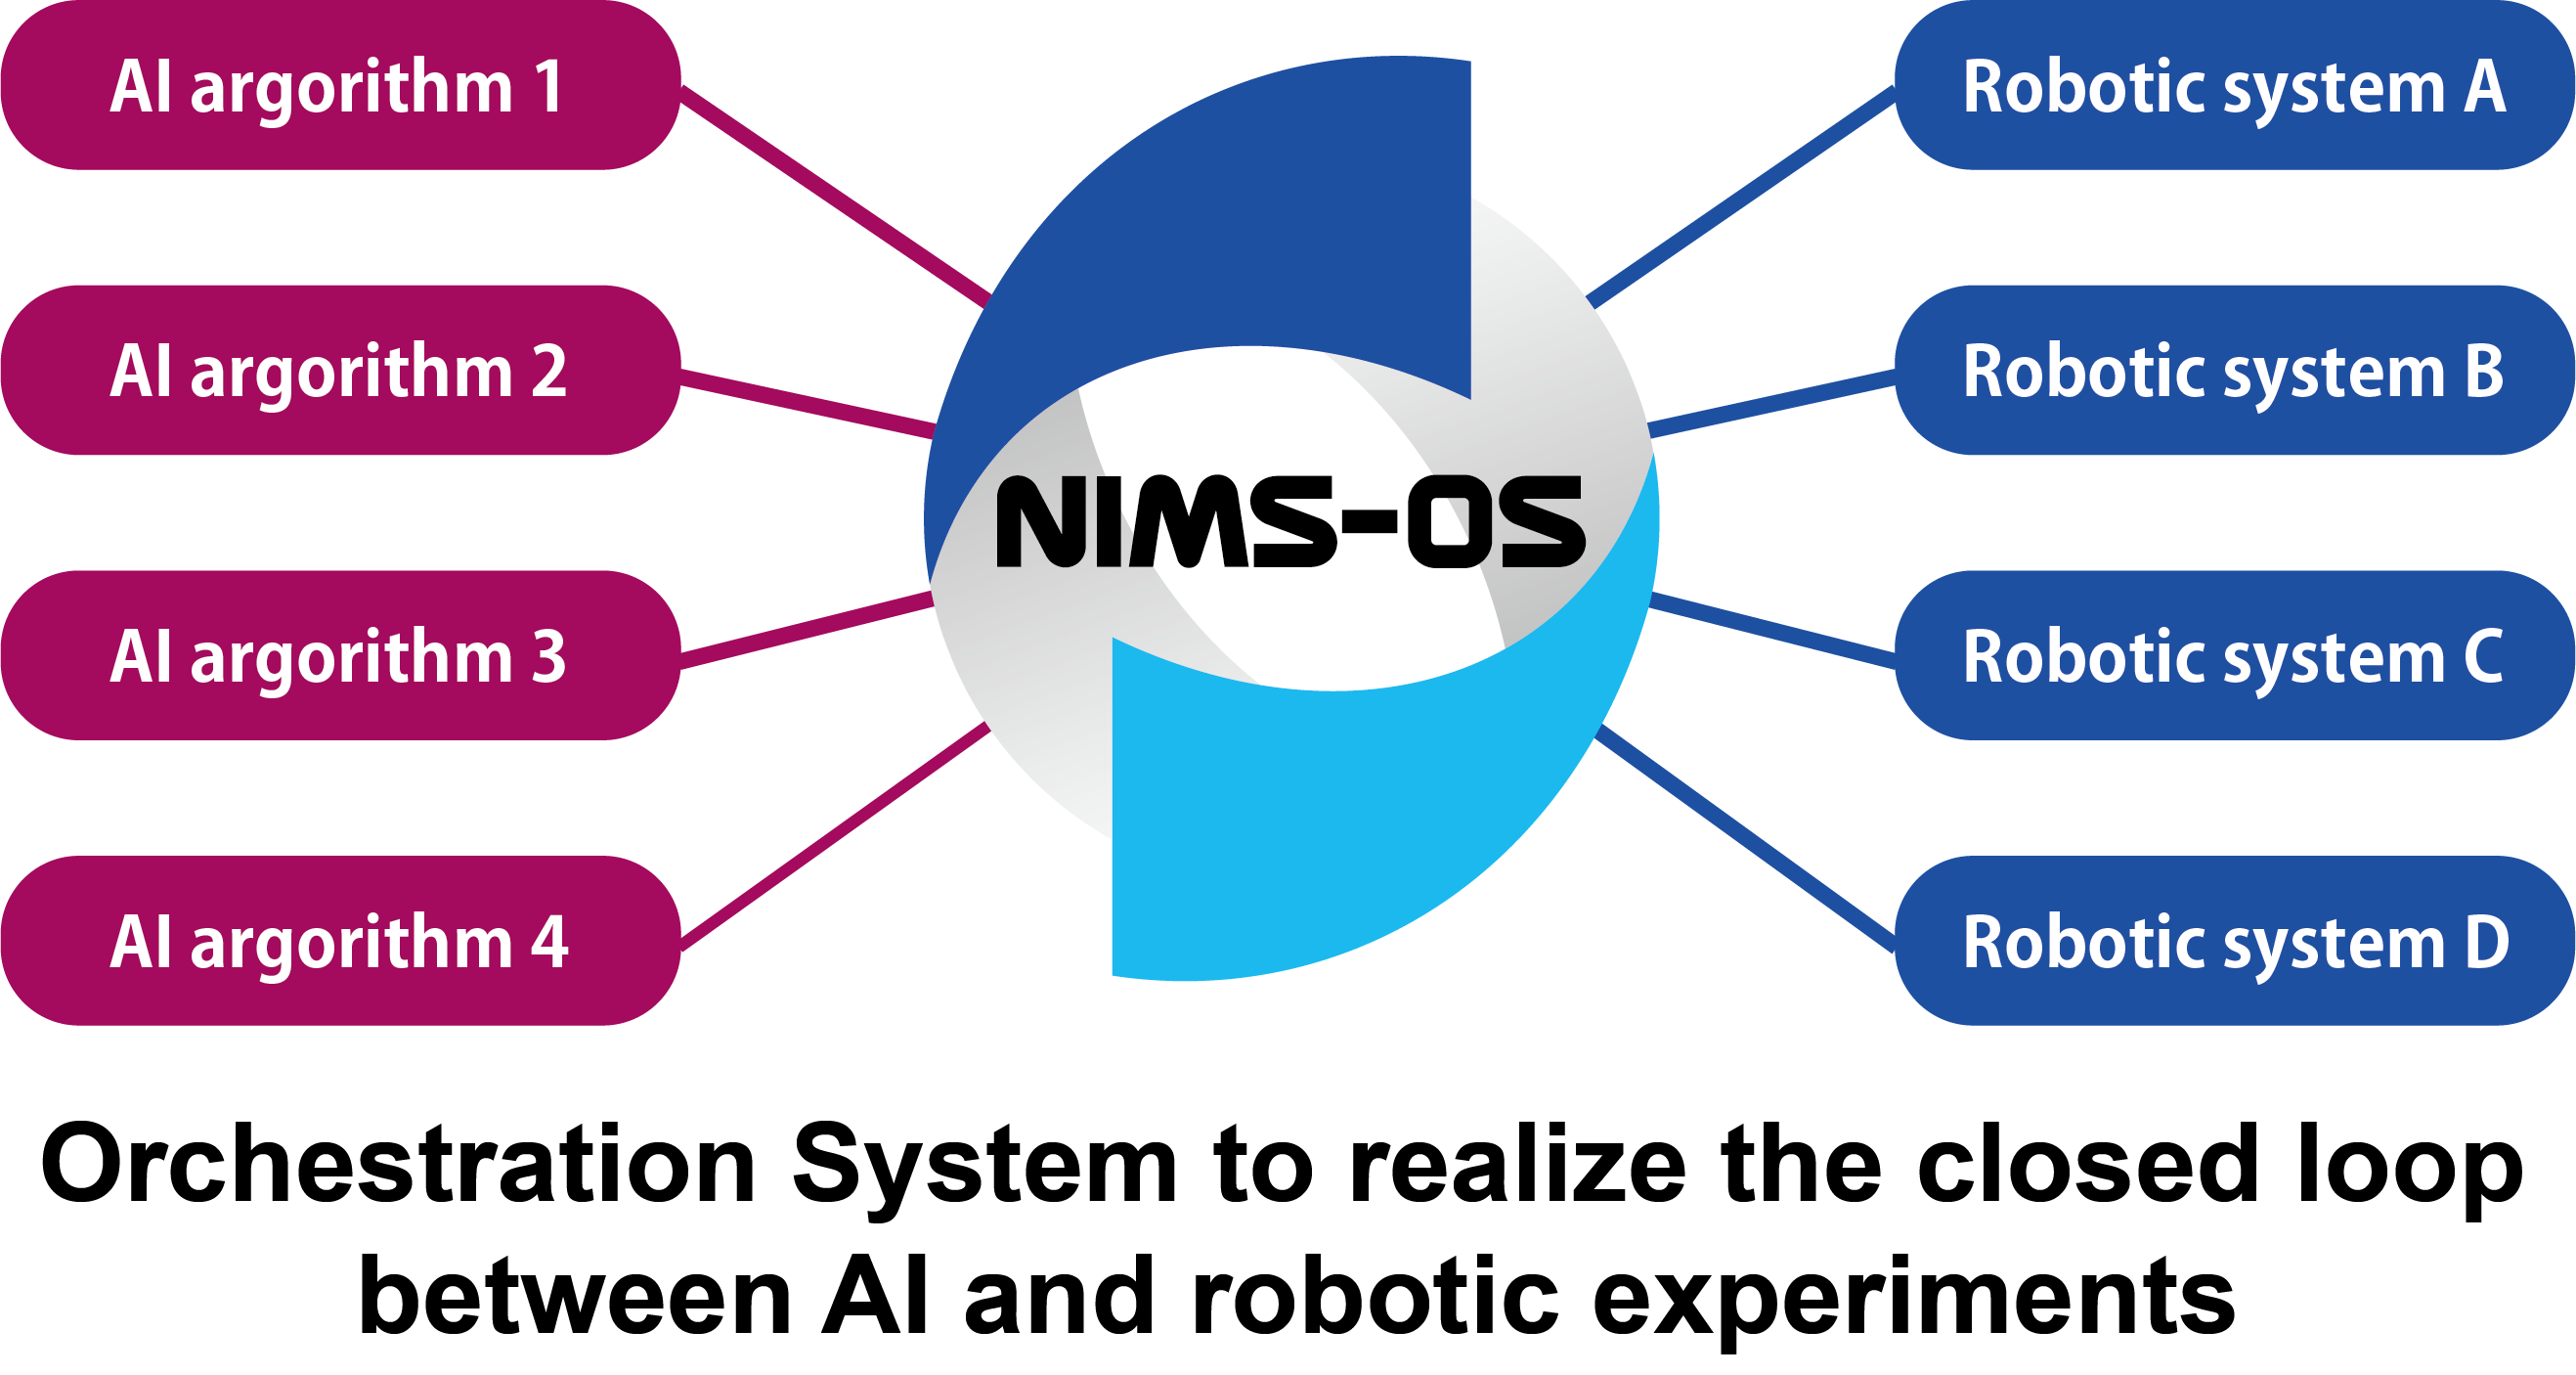 AI argorithm 1
AI argorithm 2
AI argorithm 3
AI argorithm 4
NIMS-OS
Robotic system A
Robotic system B
Robotic system C
Robotic system D
Orchestration System to realize the closed loop
between AI and robotic experiments